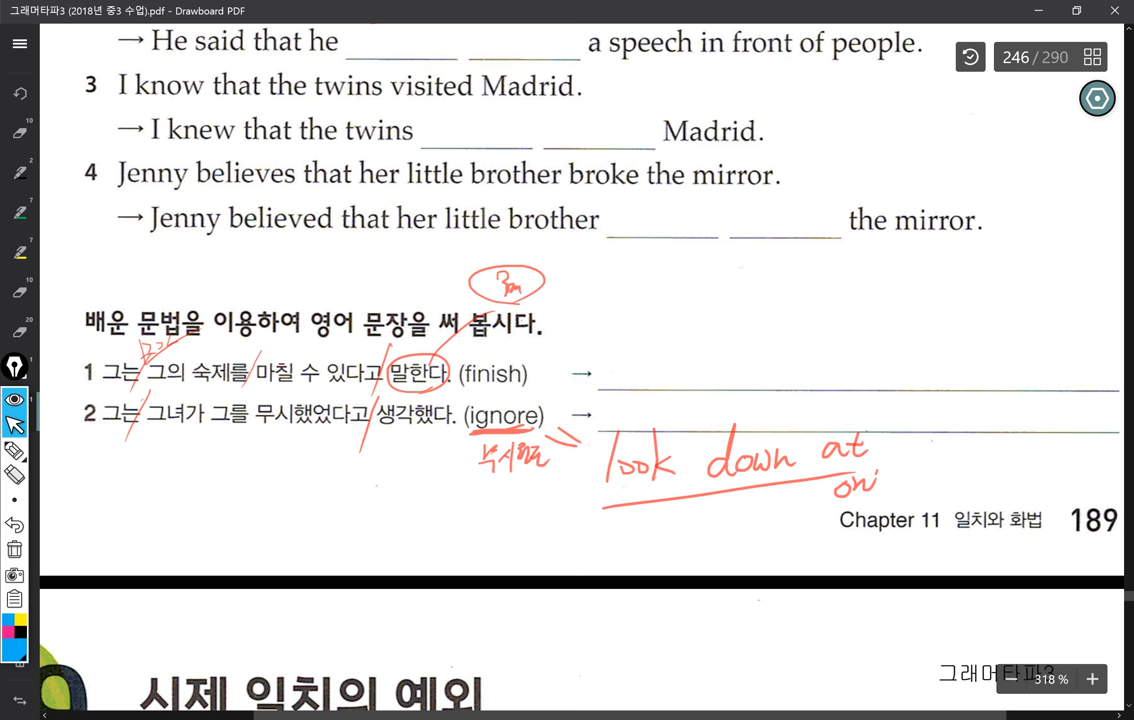 그래머타파3 (2018년 중3 수업).pdf - Drawboard PDF
→ He said that he ______ ______ a speech in front of people.
246 / 290
3 I know that the twins visited Madrid.
→ I knew that the twins ______ ______ Madrid.
4 Jenny believes that her little brother broke the mirror.
→ Jenny believed that her little brother ______ ______ the mirror.
배운 문법을 이용하여 영어 문장을 써 봅시다.
1 그는 그의 숙제를 마칠 수 있다고 말한다. (finish) →
2 그는 그녀가 그를 무시했었다고 생각했다. (ignore) →
look down at
on
Chapter 11 일치와 화법 189
시제 일치의 예외
그래머타파3
318 %